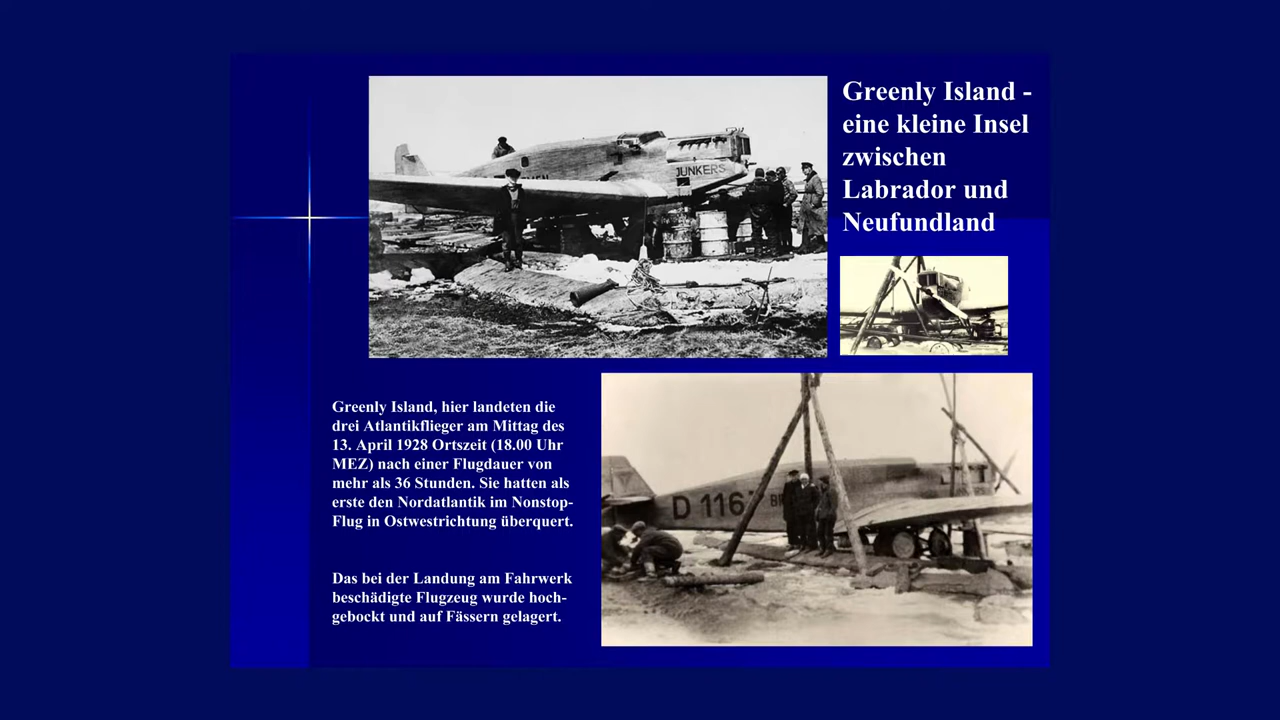 Greenly Island -
eine kleine Insel
zwischen
Labrador und
Neufundland
JUNKERS
Greenly Island, hier landeten die
drei Atlantikflieger am Mittag des
13. April 1928 Ortszeit (18.00 Uhr
MEZ) nach einer Flugdauer von
mehr als 36 Stunden. Sie hatten als
erste den Nordatlantik im Nonstop-
Flug in Ostwestrichtung überquert.
Das bei der Landung am Fahrwerk
beschädigte Flugzeug wurde hoch-
gebockt und auf Fässern gelagert.
D 1167